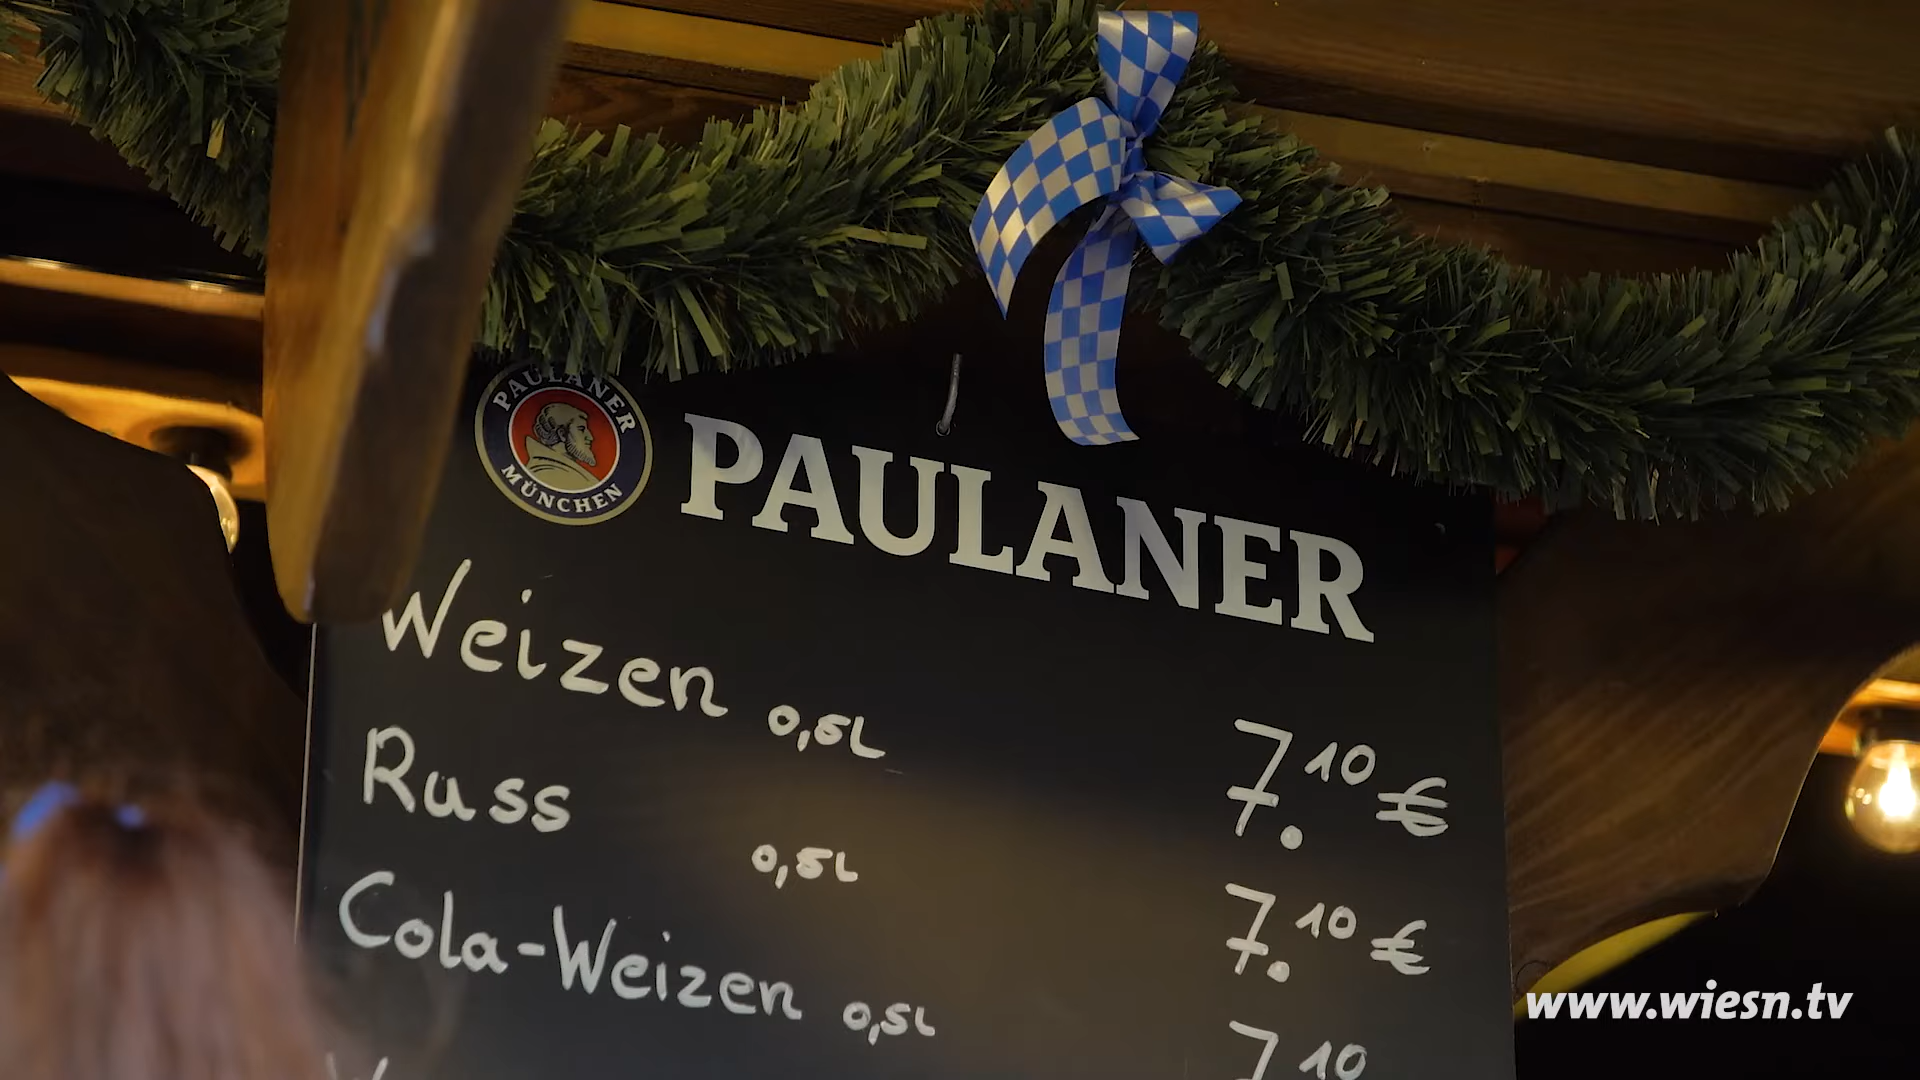 PAULANER
MÜNCHEN
PAULANER
Weizen 0,5L 7.10 €
Russ 0,5L 7.10 €
Cola-Weizen 0,5L 7 10
www.wiesn.tv